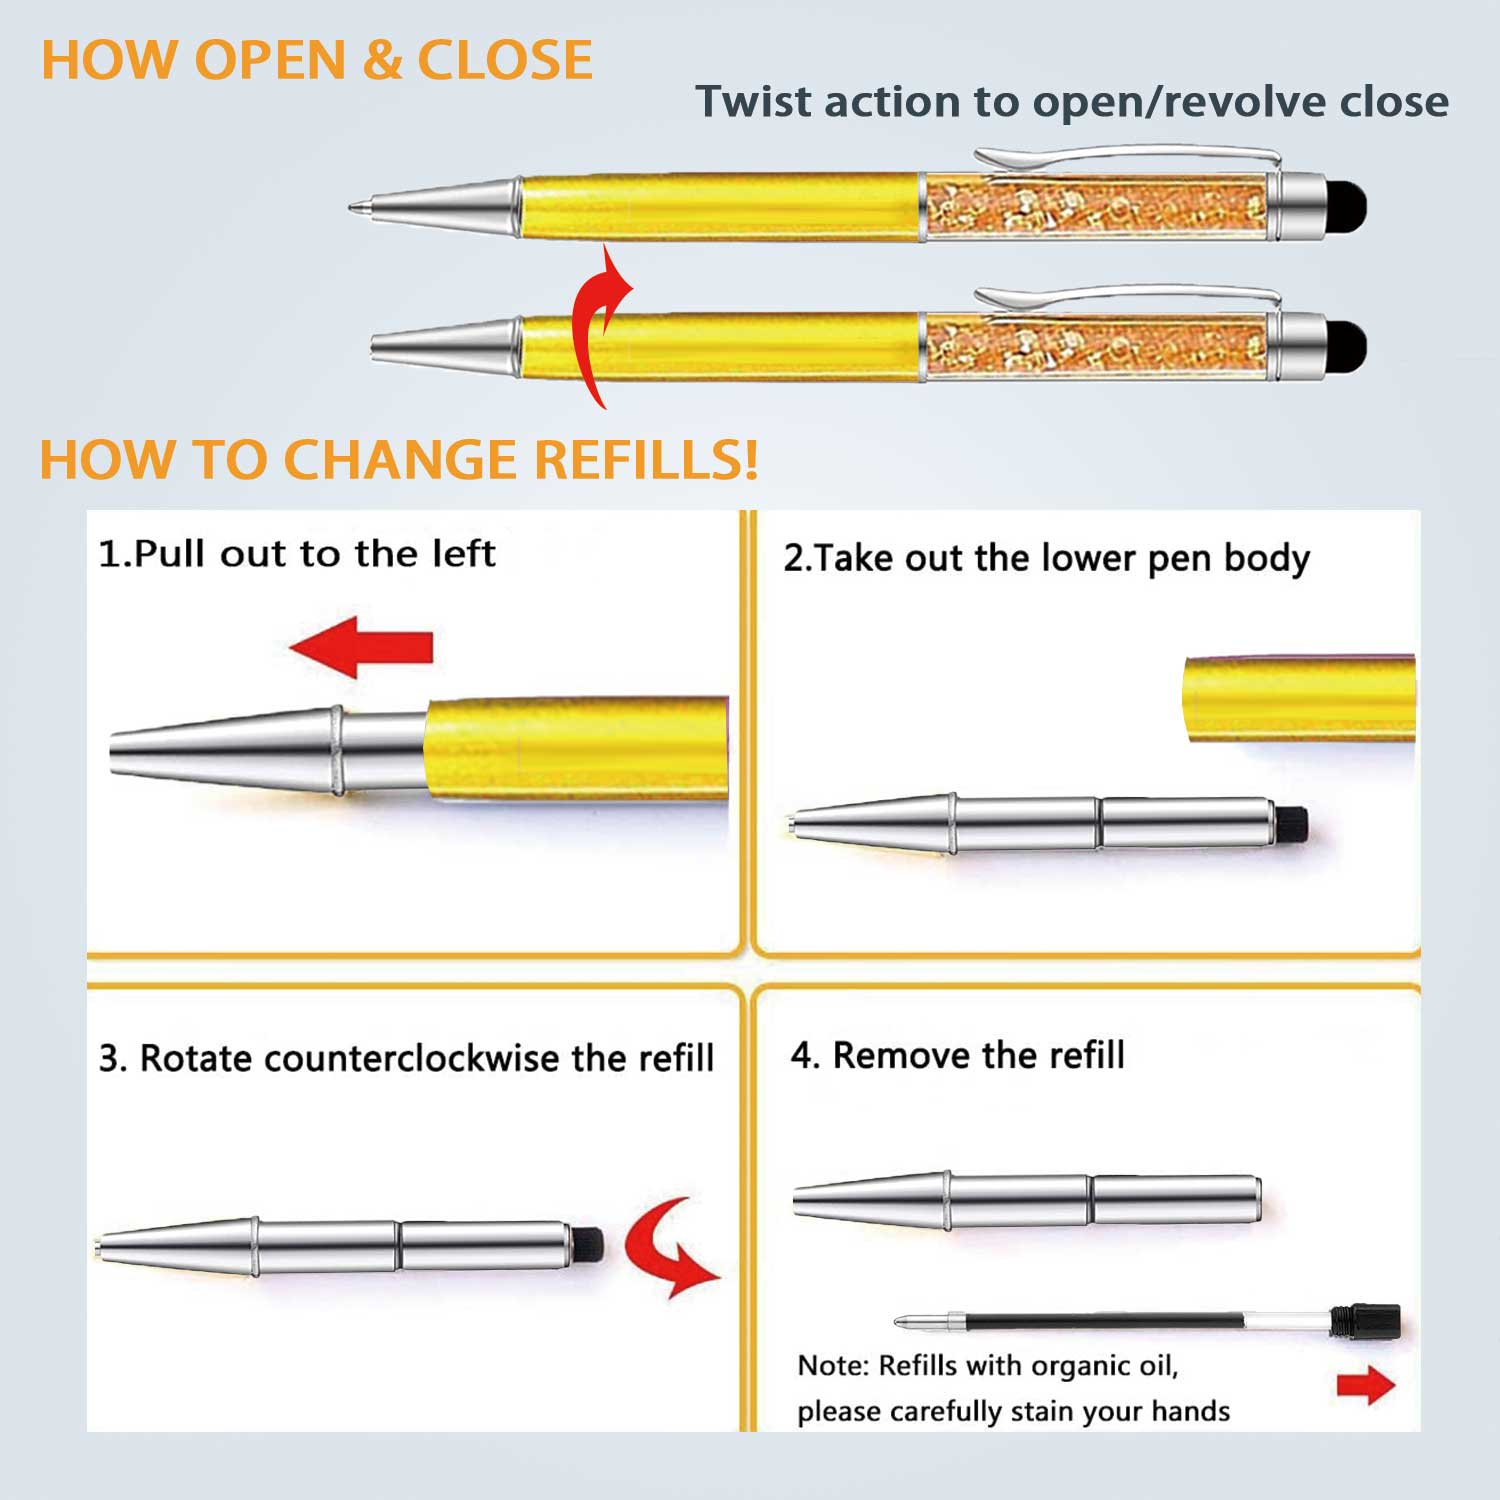 HOW OPEN & CLOSE
Twist action to open/revolve close
HOW TO CHANGE REFILLS!
1.Pull out to the left
2.Take out the lower pen body
3. Rotate counterclockwise the refill
4. Remove the refill
Note: Refills with organic oil,
please carefully stain your hands